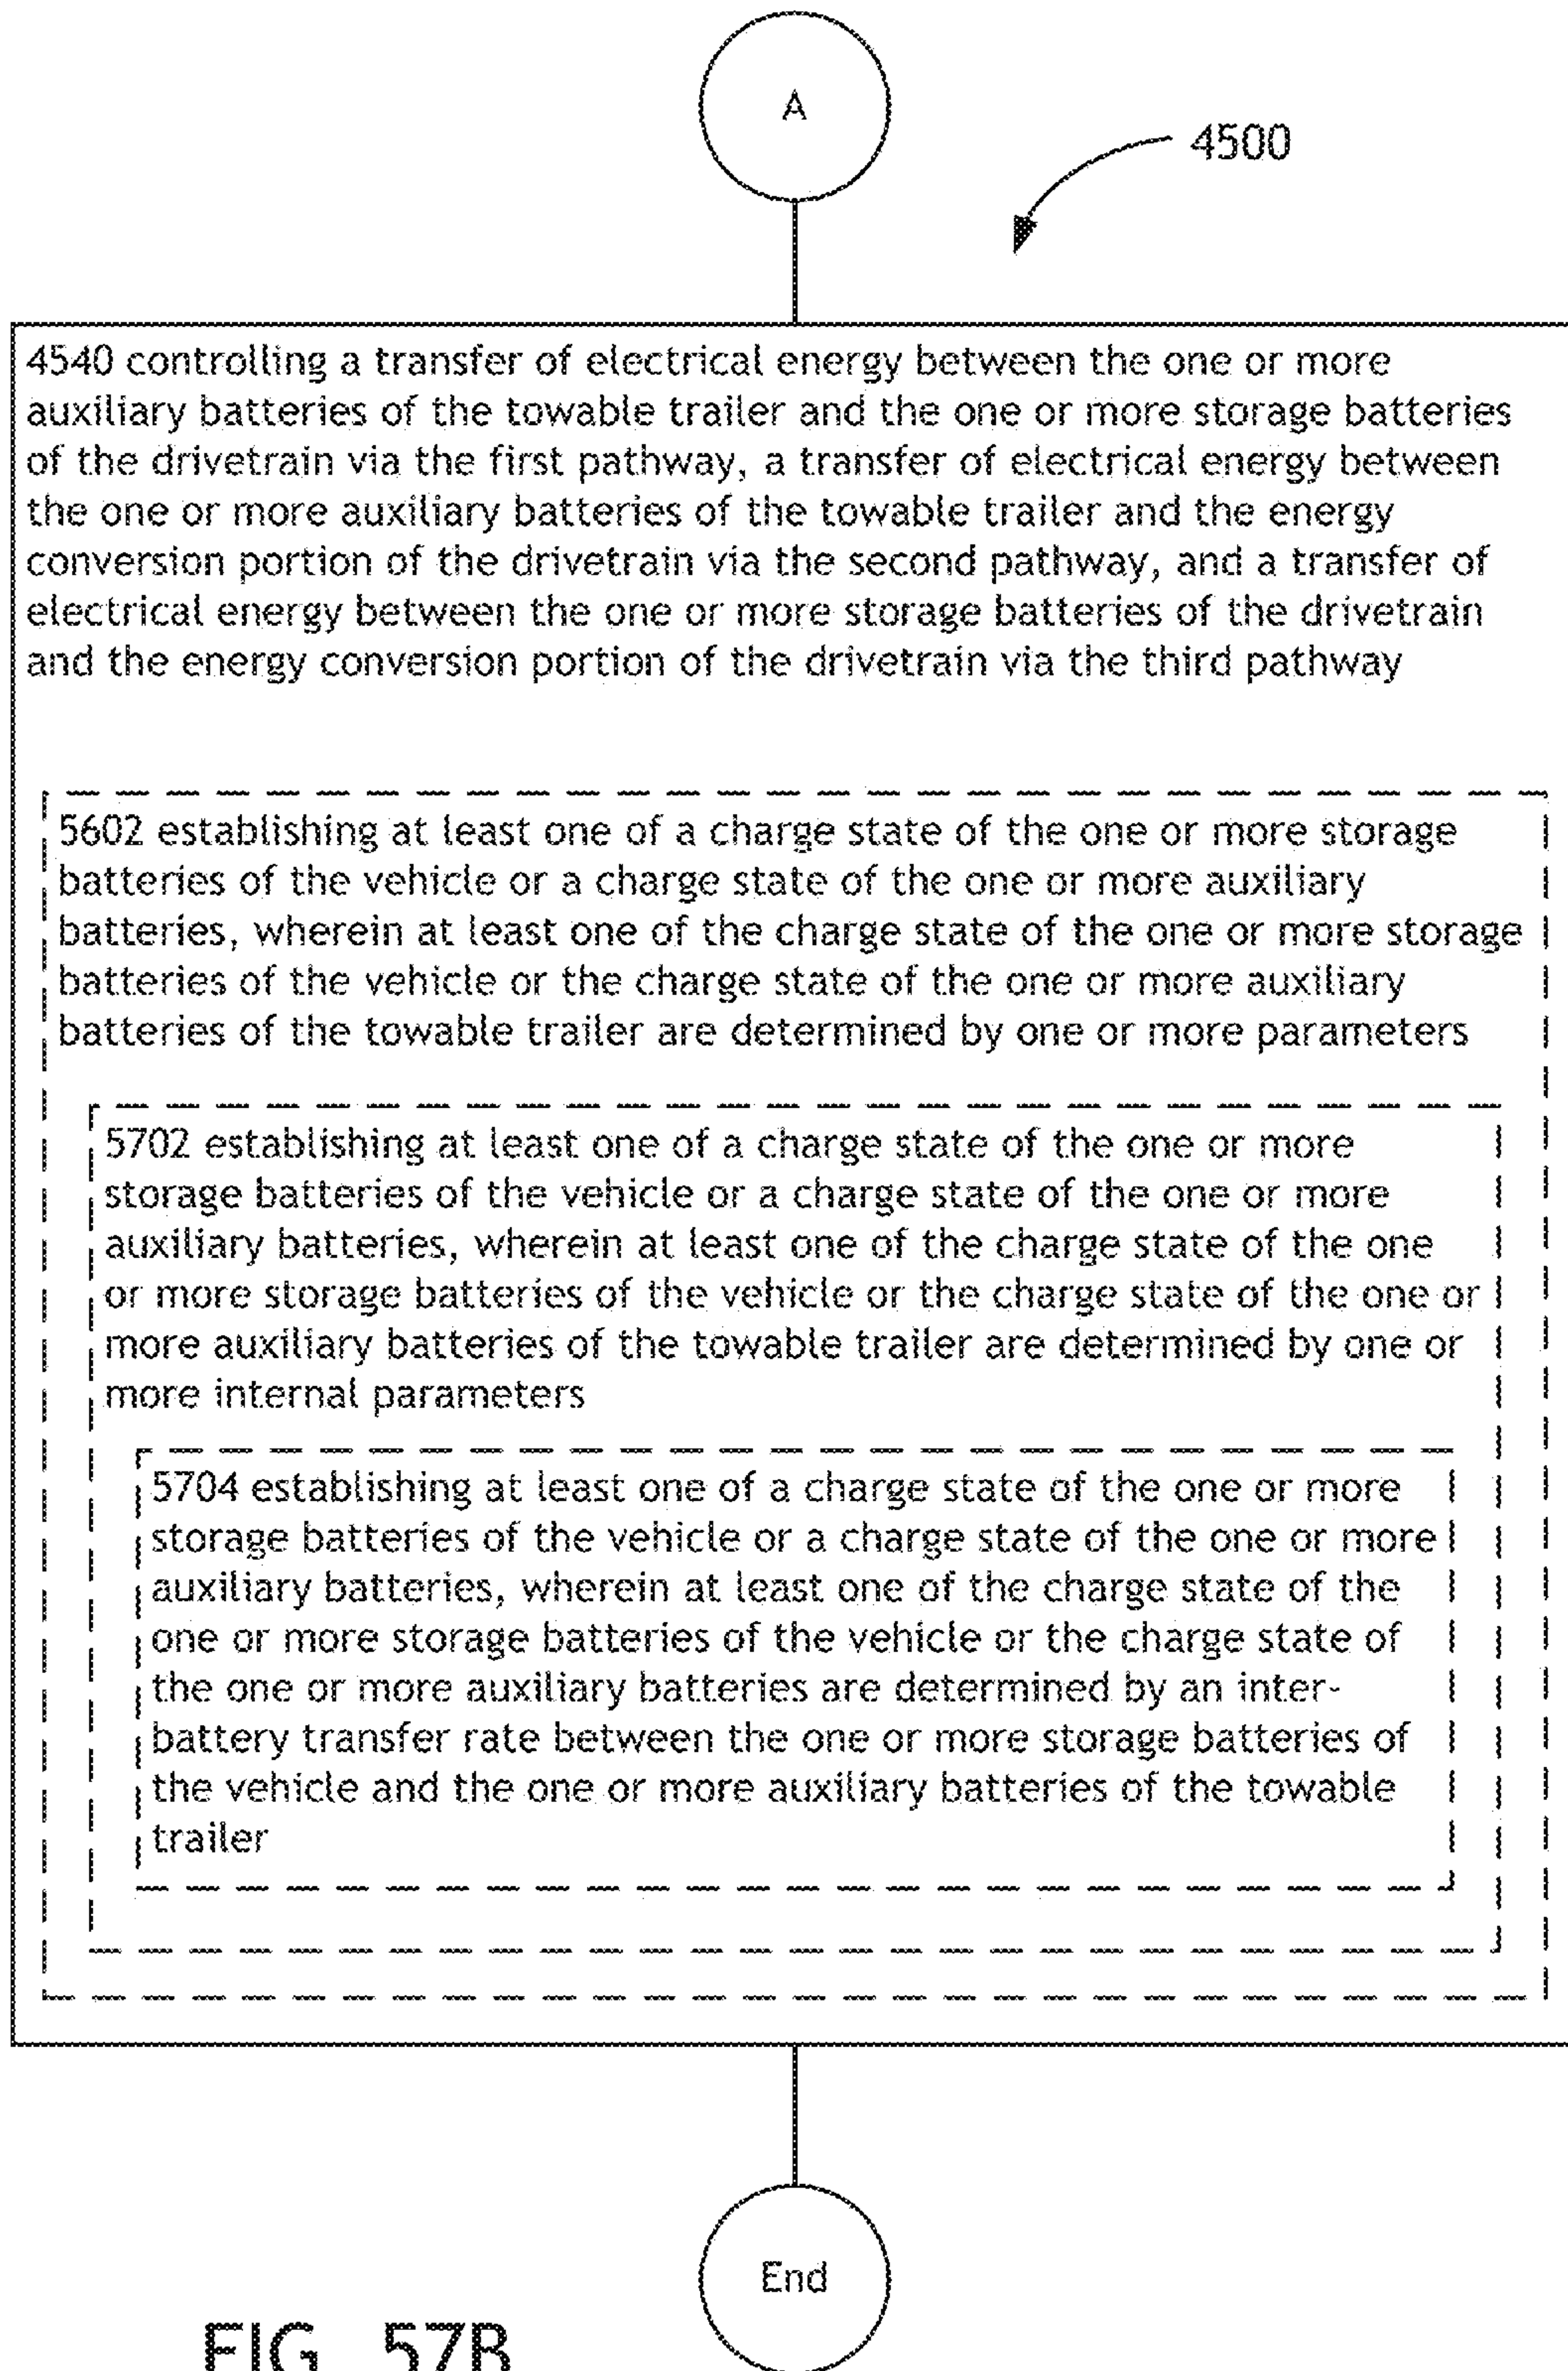 A
4500
4540 controlling a transfer of electrical energy between the one or more
auxiliary batteries of the towable trailer and the one or more storage batteries
of the drivetrain via the first pathway, a transfer of electrical energy between
the one or more auxiliary batteries of the towable trailer and the energy
conversion portion of the drivetrain via the second pathway, and a transfer of
electrical energy between the one or more storage batteries of the drivetrain
and the energy conversion portion of the drivetrain via the third pathway
5602 establishing at least one of a charge state of the one or more storage
batteries of the vehicle or a charge state of the one or more auxiliary
batteries, wherein at least one of the charge state of the one or more storage
batteries of the vehicle or the charge state of the one or more auxiliary
batteries of the towable trailer are determined by one or more parameters
5702 establishing at least one of a charge state of the one or more
storage batteries of the vehicle or a charge state of the one or more
auxiliary batteries, wherein at least one of the charge state of the one
or more storage batteries of the vehicle or the charge state of the one or
more auxiliary batteries of the towable trailer are determined by one or
more internal parameters
5704 establishing at least one of a charge state of the one or more
storage batteries of the vehicle or a charge state of the one or more
auxiliary batteries, wherein at least one of the charge state of the
one or more storage batteries of the vehicle or the charge state of
the one or more auxiliary batteries are determined by an inter-
battery transfer rate between the one or more storage batteries of
the vehicle and the one or more auxiliary batteries of the towable
trailer
End
FIG. 57B